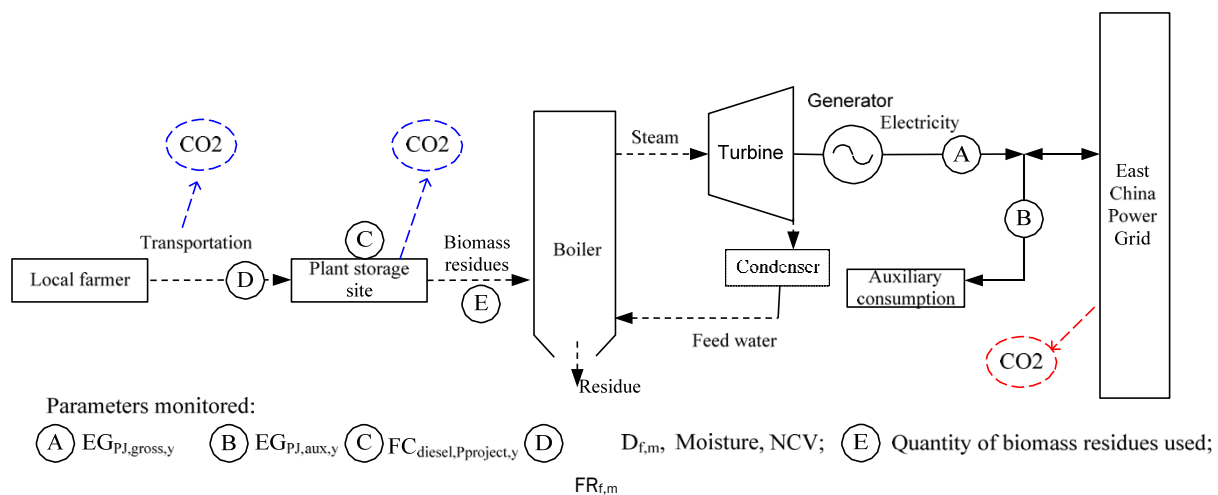 CO2
CO2
Transportation
Local farmer
D
C
Plant storage
site
Biomass
residues
E
Boiler
Residue
Steam
Turbine
Generator
Electricity
A
B
Condenser
Feed water
Auxiliary
consumption
East
China
Power
Grid
CO2
Parameters monitored:
A EGPJ,gross,y B EGPJ,aux,y C FCdiesel,Pproject,y D Df,m, Moisture, NCV; E Quantity of biomass residues used;
FRf,m